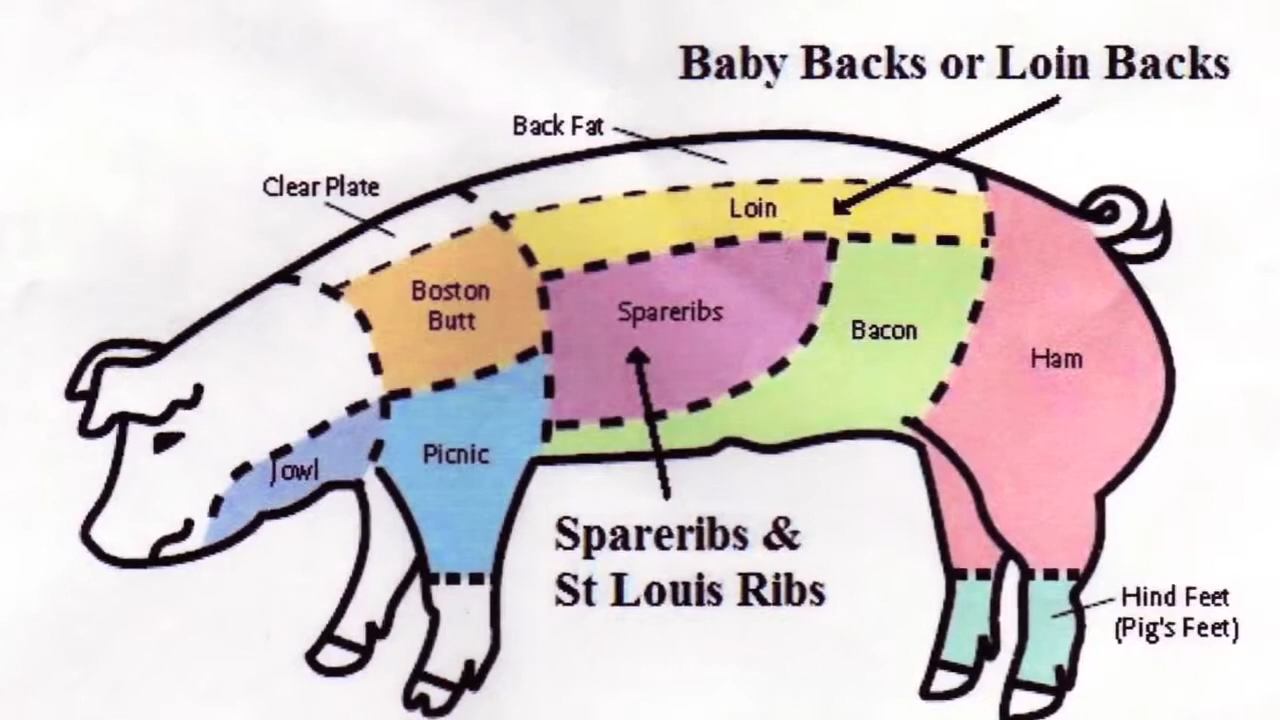 Baby Backs or Loin Backs
Back Fat
Clear Plate
Loin
Boston
Butt
Spareribs
Bacon
Ham
Picnic
Jowl
Spareribs &
St Louis Ribs
Hind Feet
(Pig's Feet)